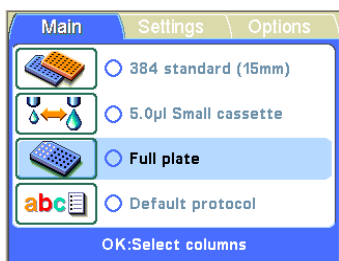 Main Settings Options
384 standard (15mm)
5.0µl Small cassette
Full plate
abc Default protocol
OK:Select columns